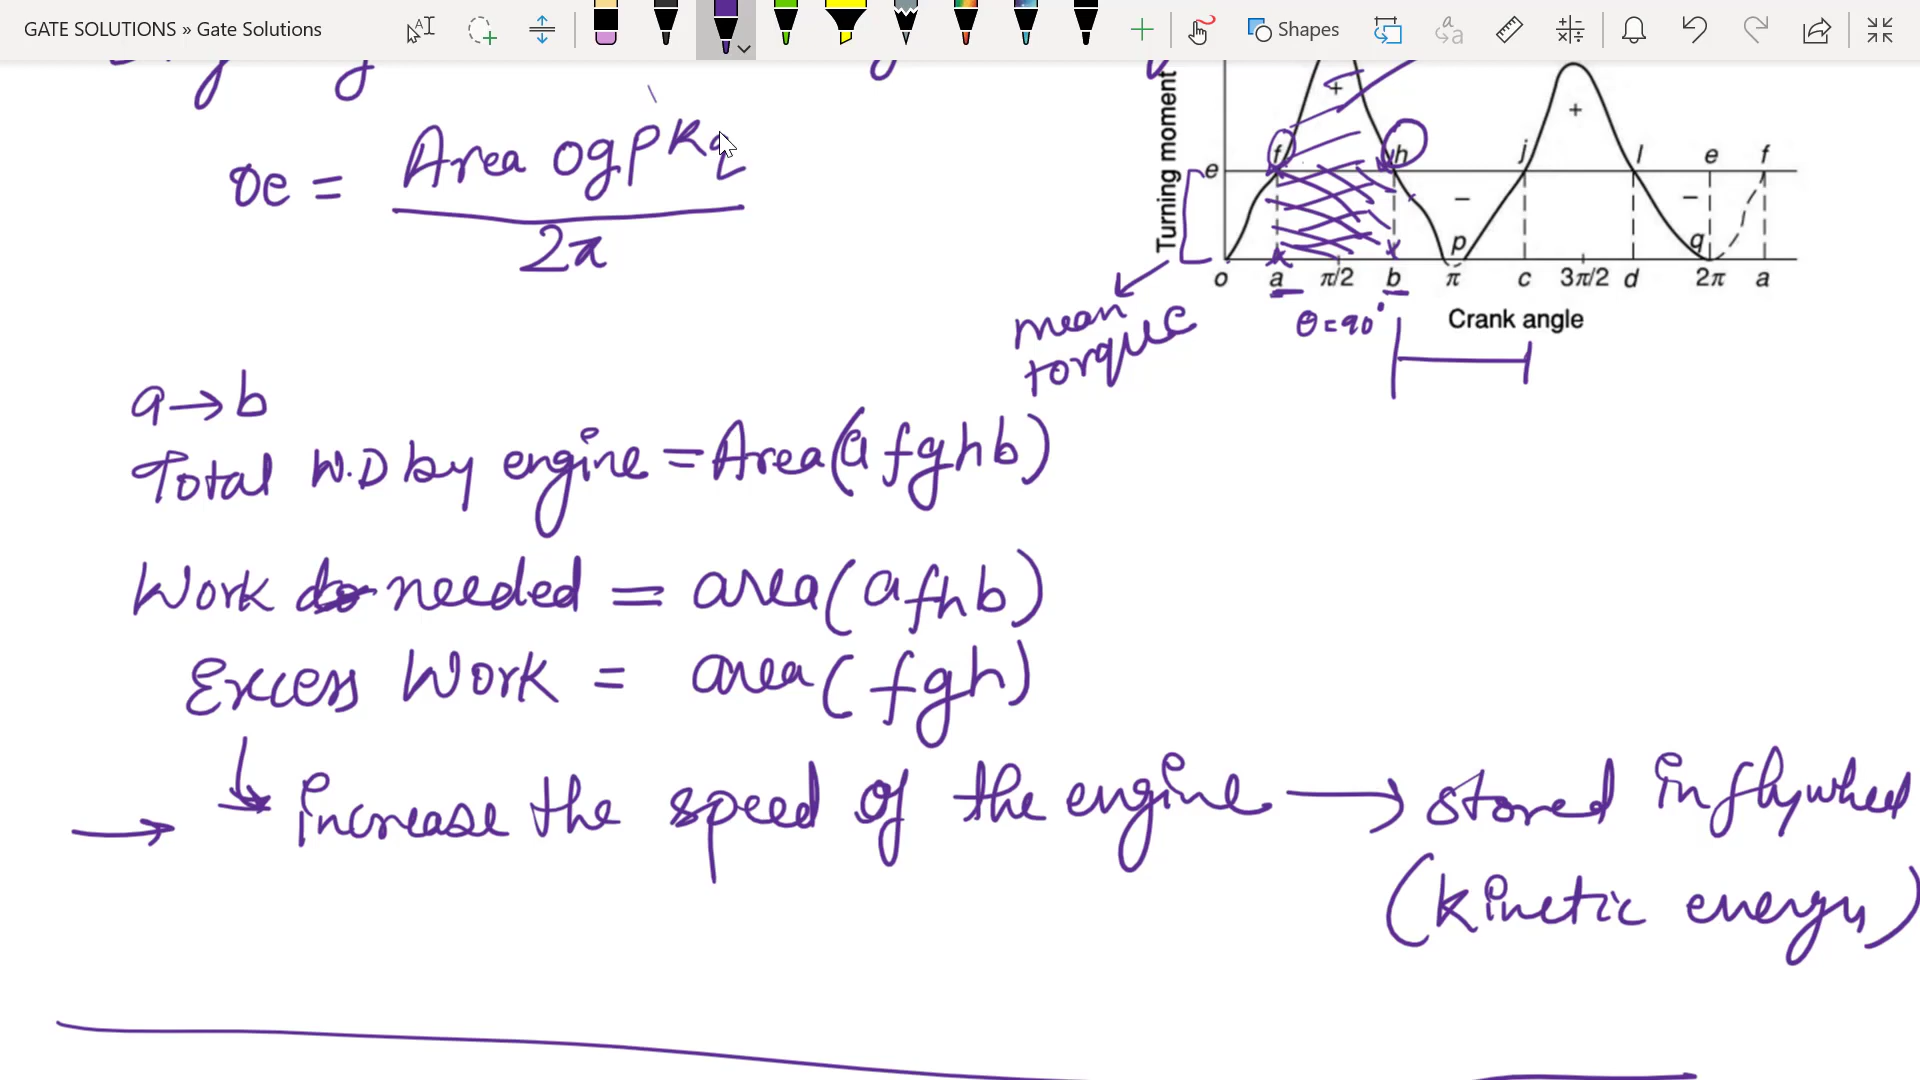 GATE SOLUTIONS » Gate Solutions
Shapes
oe = Area ogpkq
2π
a → b
Total W.D by engine = Area(afghb)
Work needed = area(afhb)
Excess Work = area(fgh)
→ Increase the speed of the engine → stored in flywheel
(Kinetic energy)
Turning moment
+ +
e f h j l e f
− −
p q
o a π/2 b π c 3π/2 d 2π a
θ=90°
Crank angle
mean
torque